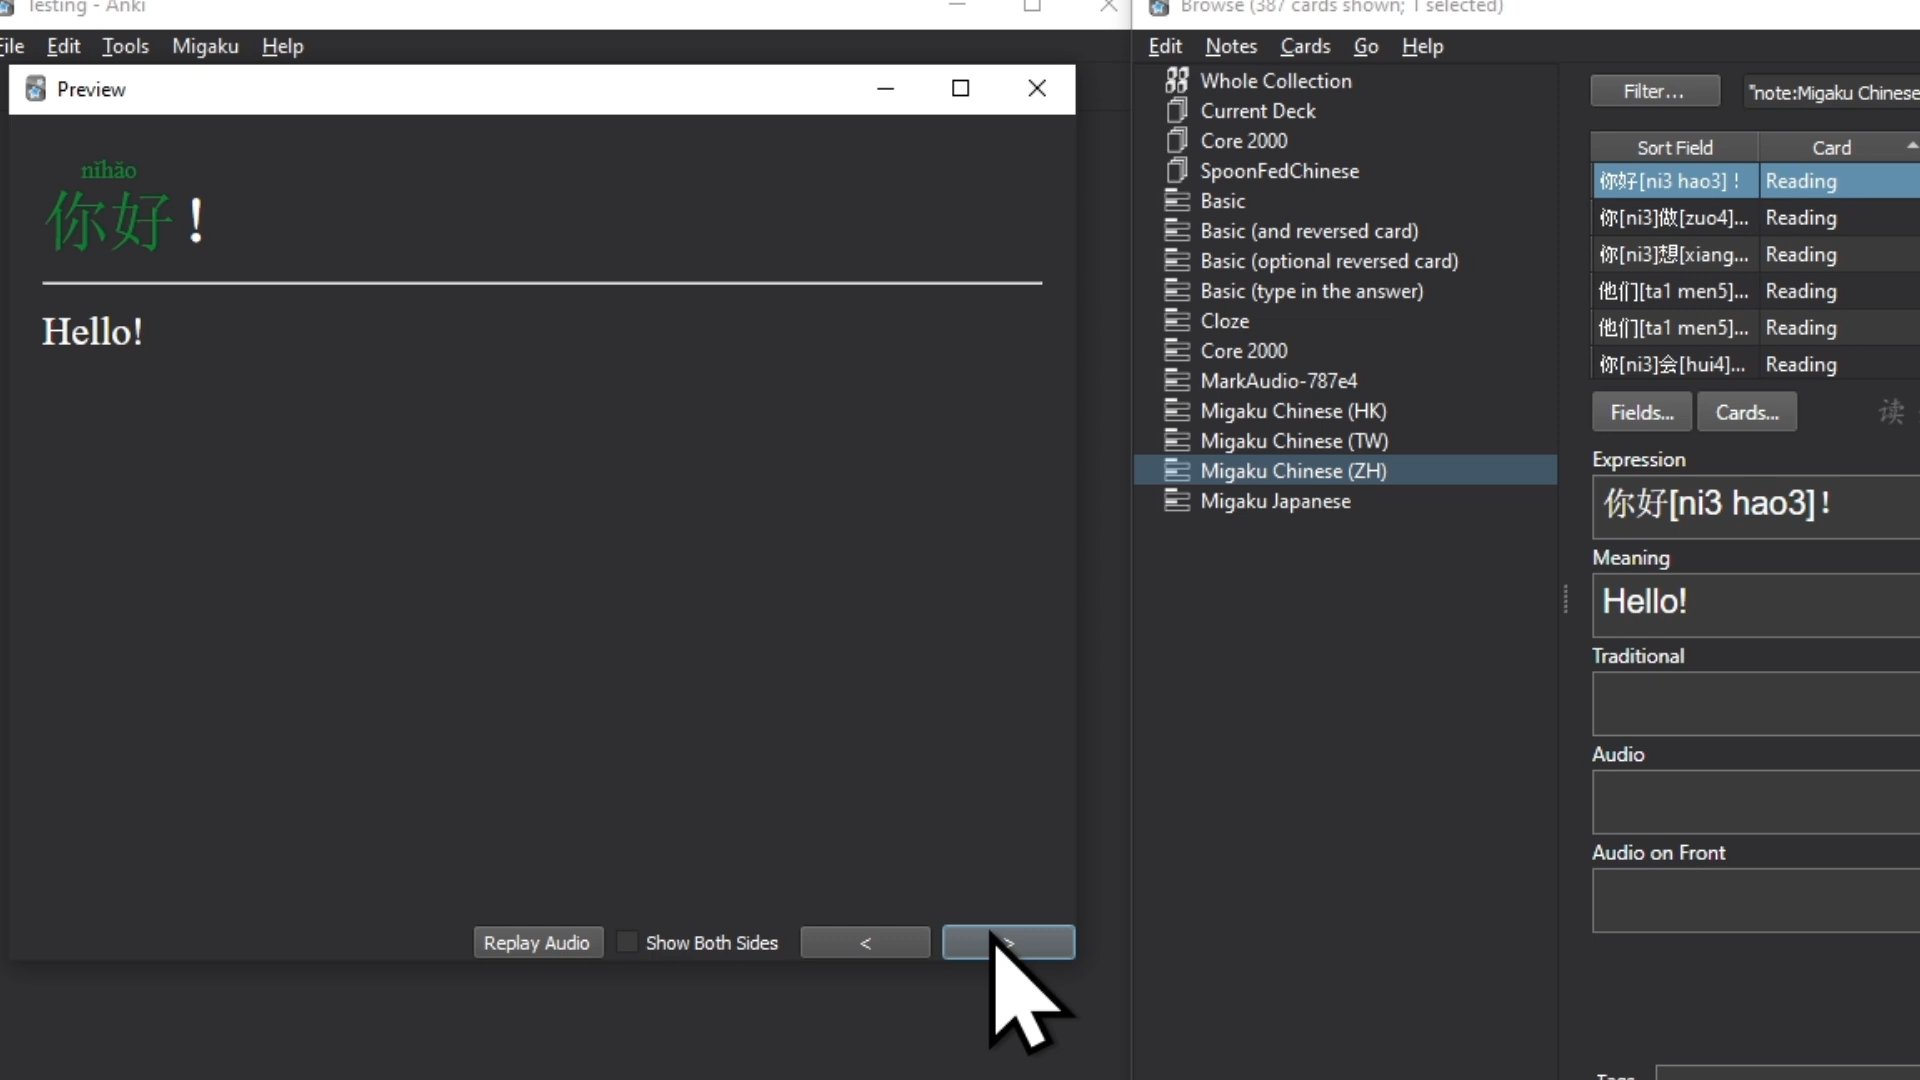 Testing - Anki
File Edit Tools Migaku Help
Preview
nǐhǎo
你好！
Hello!
Replay Audio
Show Both Sides
<
>
Browse (387 cards shown; 1 selected)
Edit Notes Cards Go Help
Whole Collection
Current Deck
Core 2000
SpoonFedChinese
Basic
Basic (and reversed card)
Basic (optional reversed card)
Basic (type in the answer)
Cloze
Core 2000
MarkAudio-787e4
Migaku Chinese (HK)
Migaku Chinese (TW)
Migaku Chinese (ZH)
Migaku Japanese
Filter...
"note:Migaku Chinese
Sort Field Card
你好[ni3 hao3]！ Reading
你[ni3]做[zuo4]... Reading
你[ni3]想[xiang... Reading
他们[ta1 men5]... Reading
他们[ta1 men5]... Reading
你[ni3]会[hui4]... Reading
Fields... Cards... 读
Expression
你好[ni3 hao3]！
Meaning
Hello!
Traditional
Audio
Audio on Front
Tags